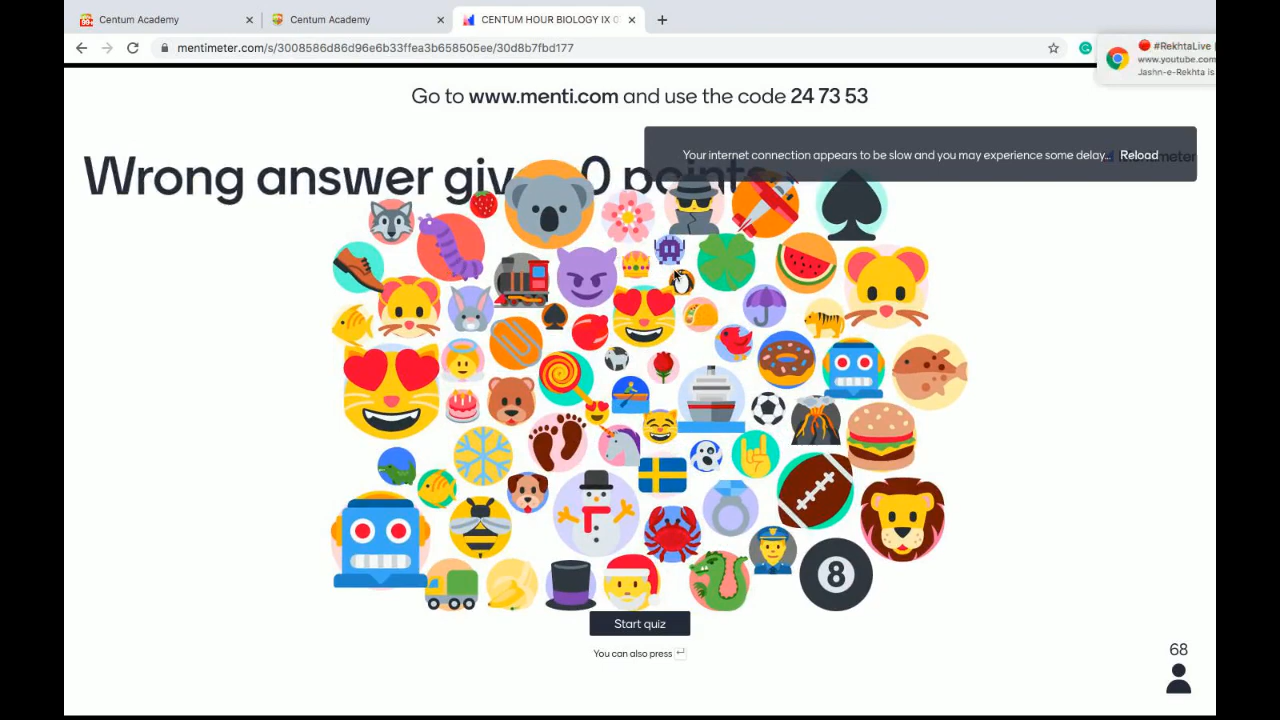 Centum Academy
Centum Academy
CENTUM HOUR BIOLOGY IX
mentimeter.com/s/3008586d86d96e6b33ffea3b658505ee/30d8b7fbd177
#RekhtaLive
www.youtube.com
Jashn-e-Rekhta is
Go to www.menti.com and use the code 24 73 53
Your internet connection appears to be slow and you may experience some delay... Reload
Wrong answer giv 0 points
8
Start quiz
You can also press
68